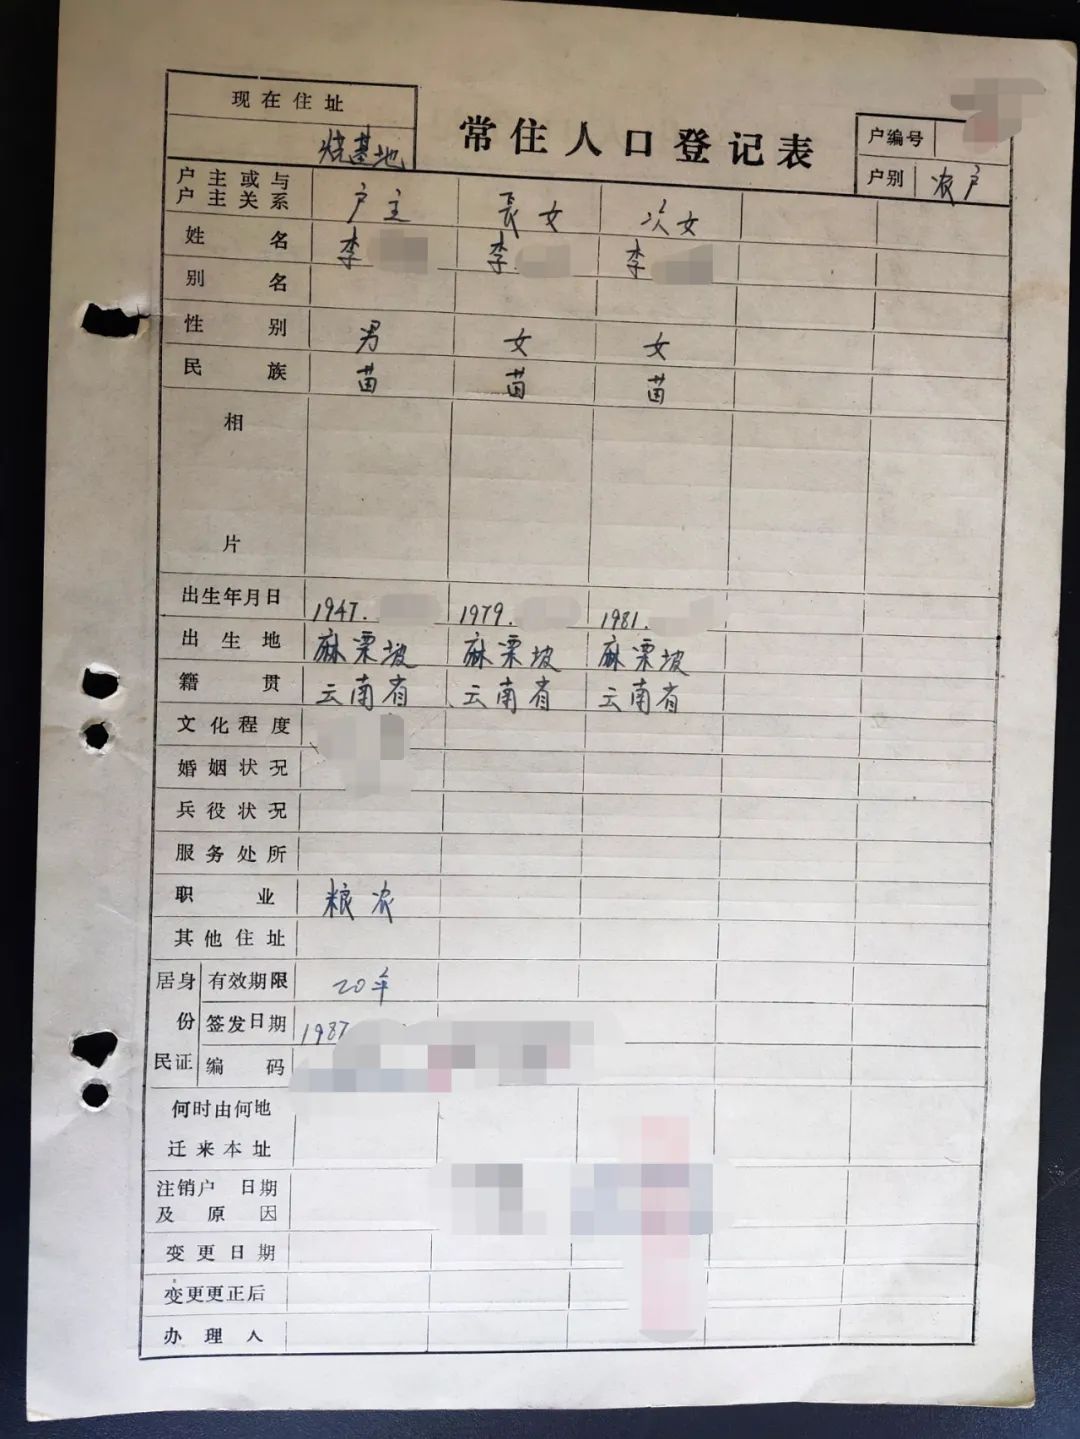 现在住址
烧基地
常住人口登记表
户编号
户别 农户
户主或与户主关系 户主 長女 次女
姓名 李 李 李
别名
性别 男 女 女
民族 苗 苗 苗
相片
出生年月日 1947. 1979. 1981.
出生地 麻栗坡 麻栗坡 麻栗坡
籍贯 云南省 云南省 云南省
文化程度
婚姻状况
兵役状况
服务处所
职业 粮农
其他住址
居民身份证
有效期限 20年
签发日期 1987
编码
何时由何地
迁来本址
注销户日期
及原因
变更日期
变更更正后
办理人